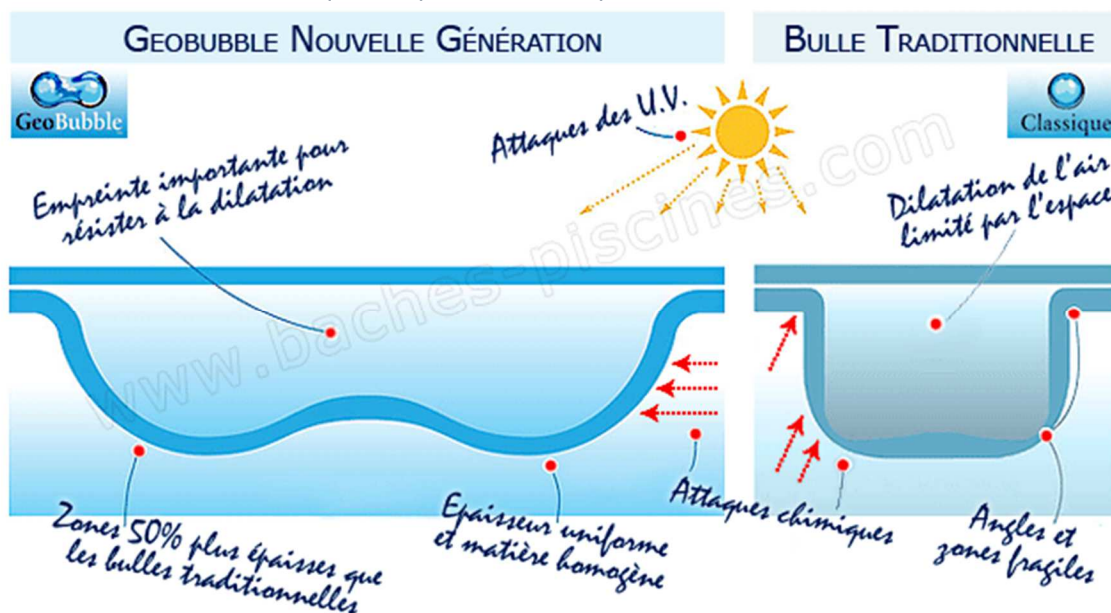 GEOBUBBLE NOUVELLE GÉNÉRATION
BULLE TRADITIONNELLE
GeoBubble
Classique
Attaques des U.V.
Empreinte importante pour
résister à la dilatation
Dilatation de l'air
limité par l'espace
www.baches-piscines.com
Zones 50% plus épaisses que
les bulles traditionnelles
Epaisseur uniforme
et matière homogène
Attaques chimiques
Angles et
zones fragiles